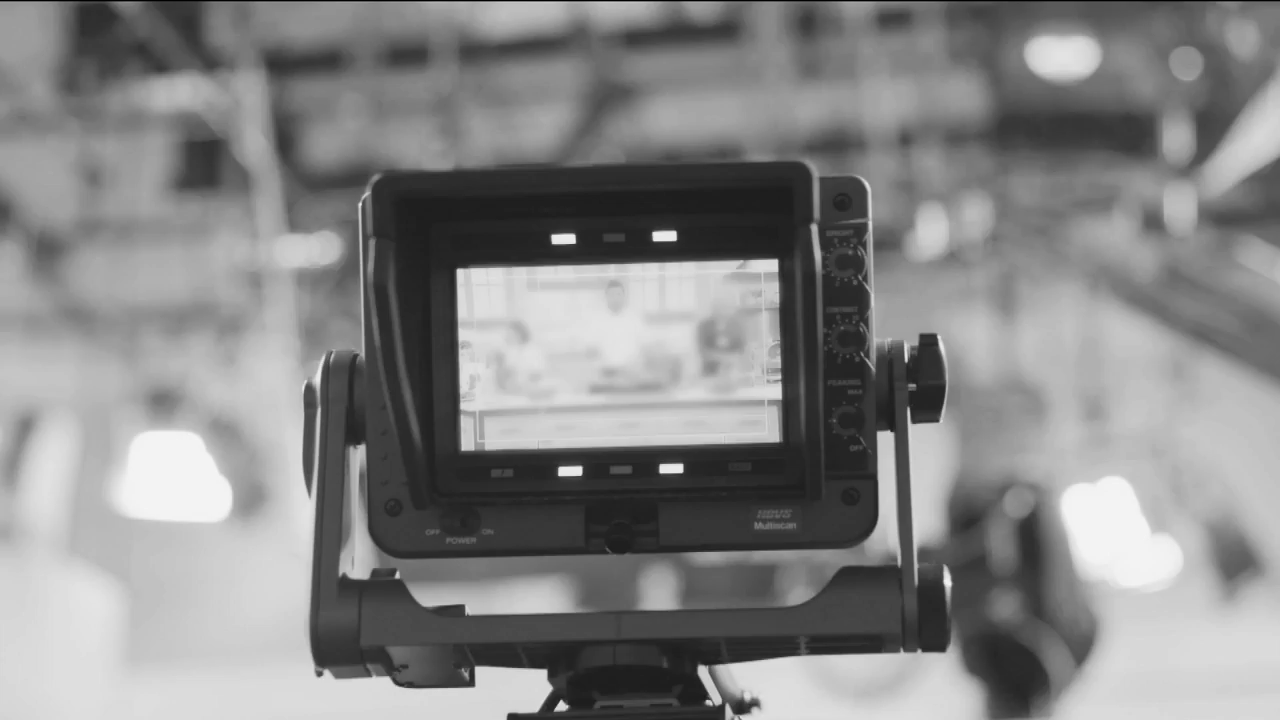 BRIGHT
CONTRAST
PEAKING
MAX
OFF
OFF
ON
POWER
Multiscan